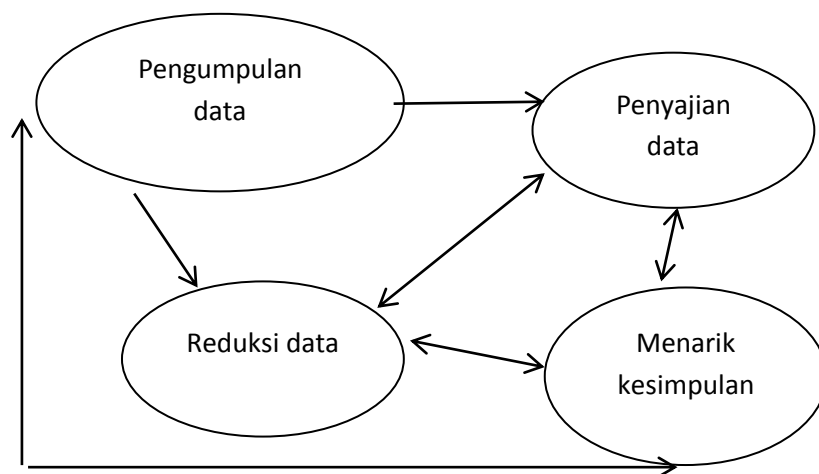 Pengumpulan
data
Penyajian
data
Reduksi data
Menarik
kesimpulan